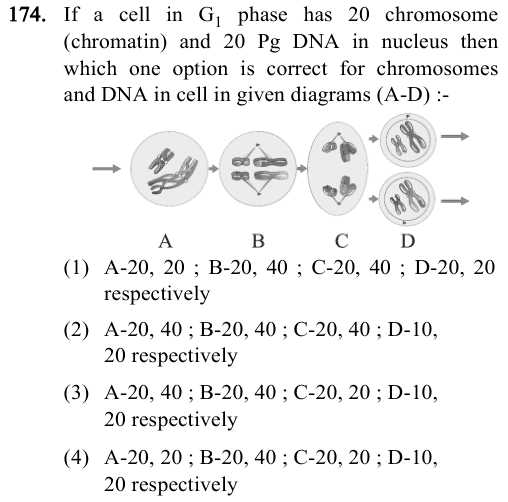 174. If a cell in G₁ phase has 20 chromosome
(chromatin) and 20 Pg DNA in nucleus then
which one option is correct for chromosomes
and DNA in cell in given diagrams (A-D) :-
A B C D
(1) A-20, 20 ; B-20, 40 ; C-20, 40 ; D-20, 20
respectively
(2) A-20, 40 ; B-20, 40 ; C-20, 40 ; D-10,
20 respectively
(3) A-20, 40 ; B-20, 40 ; C-20, 20 ; D-10,
20 respectively
(4) A-20, 20 ; B-20, 40 ; C-20, 20 ; D-10,
20 respectively